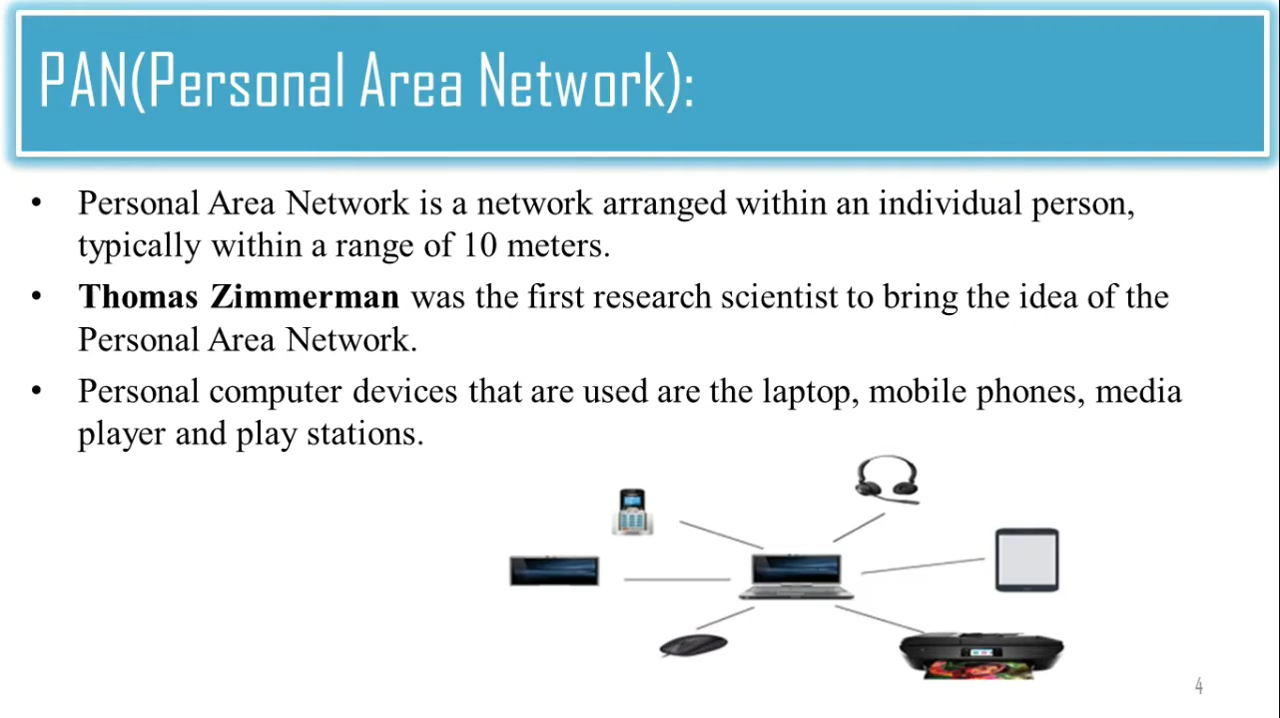 PAN(Personal Area Network):
• Personal Area Network is a network arranged within an individual person,
typically within a range of 10 meters.
• Thomas Zimmerman was the first research scientist to bring the idea of the
Personal Area Network.
• Personal computer devices that are used are the laptop, mobile phones, media
player and play stations.
4